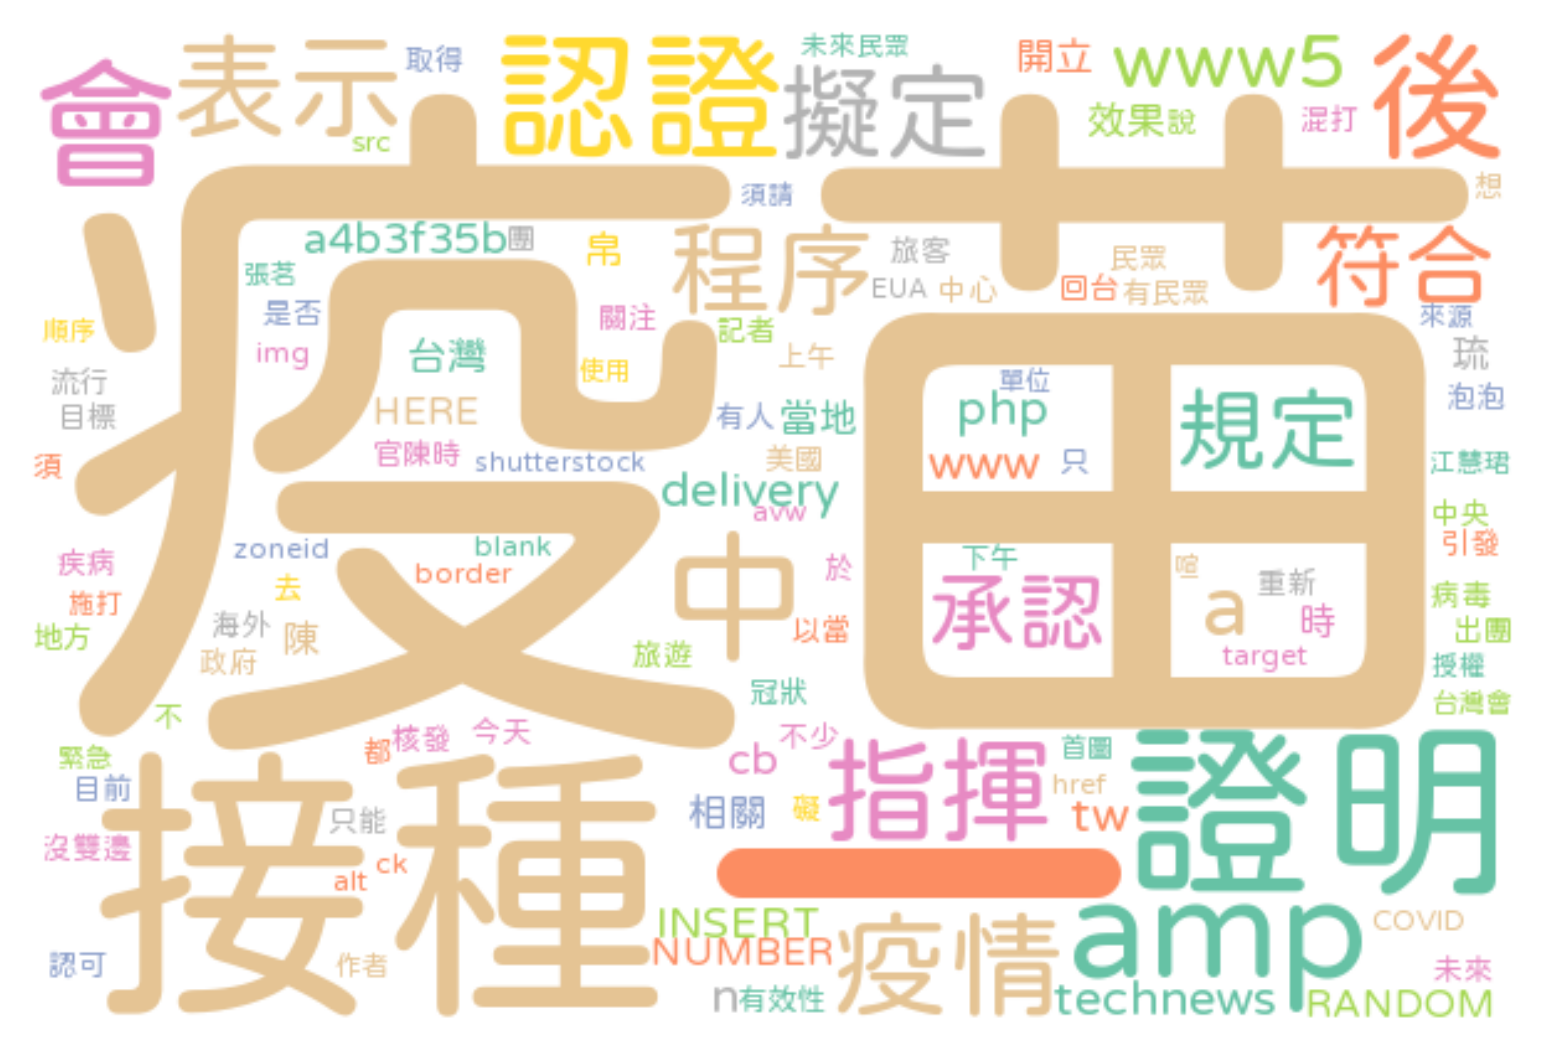 會
表示
取得
src
認證
未來民眾
擬定
開立
www5
效果
說
混打
後
疫苗
須請
想
a4b3f35b
團
帛
程序
旅客
民眾
符合
張茗
EUA
中心
回台
有民眾
是否
關注
記者
來源
順序
img
台灣
使用
上午
琉
流行
目標
HERE
有人
當地
單位
php
規定
泡泡
官陳時
shutterstock
美國
www
只
須
delivery
avw
江慧珺
中央
引發
疾病
zoneid
blank
border
中
於
下午
承認
喧
a
重新
時
target
病毒
施打
去
地方
海外
陳
政府
旅遊
以當
出團
授權
冠狀
台灣會
不
緊急
都
核發
今天
不少
cb
指揮
首圖
href
tw
證明
目前
接種
只能
相關
礙
沒雙邊
ck
alt
一
INSERT
NUMBER
疫情
amp
COVID
認可
作者
n
有效性
technews
未來
RANDOM